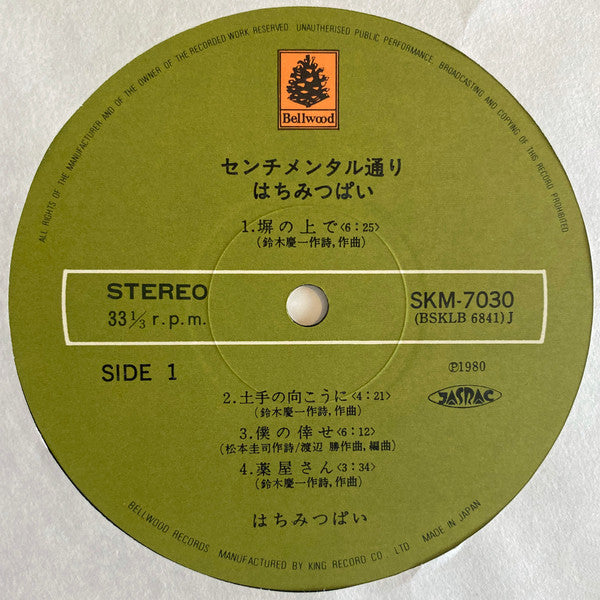 ALL RIGHTS OF THE MANUFACTURER AND OF THE OWNER OF THE RECORDED WORK RESERVED. UNAUTHORISED PUBLIC PERFORMANCE, BROADCASTING AND COPYING OF THIS RECORD PROHIBITED
Bellwood
センチメンタル通り
はちみつぱい
1.塀の上で<6:25>
(鈴木慶一作詩,作曲)
STEREO
33 1/3 r.p.m.
SKM-7030
(BSKLB 6841)J
SIDE 1
℗1980
JASRAC
2.土手の向こうに<4:21>
(鈴木慶一作詩,作曲)
3.僕の倖せ<6:12>
(松本圭司作詩/渡辺 勝作曲,編曲)
4.薬屋さん<3:34>
(鈴木慶一作詩,作曲)
はちみつぱい
BELLWOOD RECORDS MANUFACTURED BY KING RECORD CO., LTD. MADE IN JAPAN